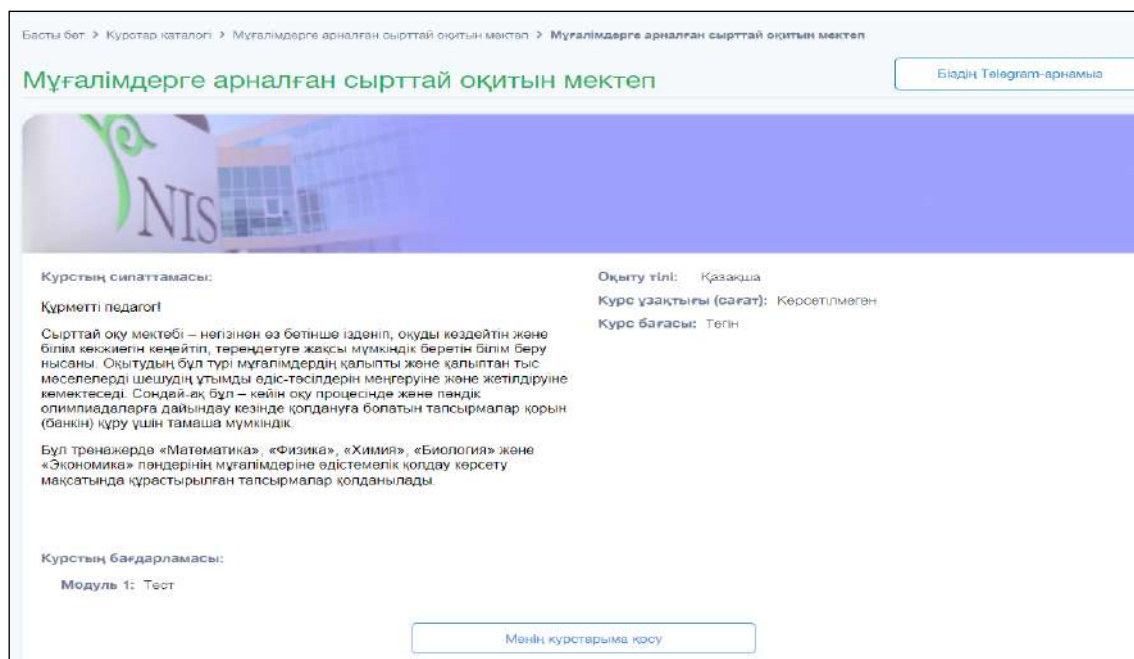 Басты бет > Курстар каталогі > Мұғалімдерге арналған сырттай оқитын мектеп > Мұғалімдерге арналған сырттай оқитын мектеп
Мұғалімдерге арналған сырттай оқитын мектеп
Біздің Telegram-арнамыз
NIS
Курстың сипаттамасы:
Құрметті педагог!
Сырттай оқу мектебі – негізінен өз бетінше ізденіп, оқуды көздейтін және
білім көкжиегін кеңейтіп, тереңдетуге жақсы мүмкіндік беретін білім беру
нысаны. Оқытудың бұл түрі мұғалімдердің қалыпты және қалыптан тыс
мәселелерді шешудің ұтымды әдіс-тәсілдерін меңгеруіне және жетілдіруіне
көмектеседі. Сондай-ақ бұл – кейін оқу процесінде және пәндік
олимпиадаларға дайындау кезінде қолдануға болатын тапсырмалар қорын
(банкін) құру үшін тамаша мүмкіндік.
Бұл тренажерде «Математика», «Физика», «Химия», «Биология» және
«Экономика» пәндерінің мұғалімдеріне әдістемелік қолдау көрсету
мақсатында құрастырылған тапсырмалар қолданылады.
Оқыту тілі: Қазақша
Курс ұзақтығы (сағат): Көрсетілмеген
Курс бағасы: Тегін
Курстың бағдарламасы:
Модуль 1: Тест
Менің курстарыма қосу